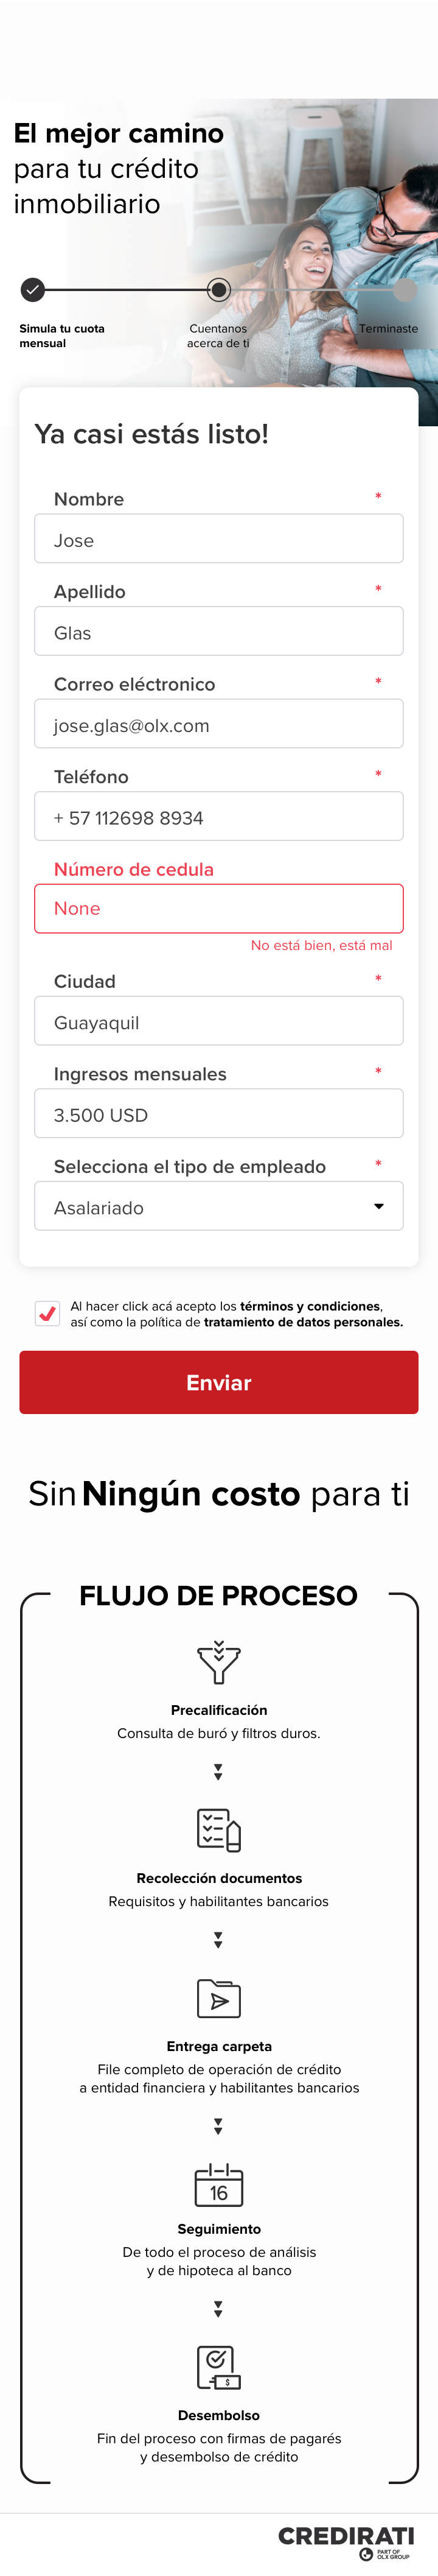 El mejor camino
para tu crédito
inmobiliario
Simula tu cuota
mensual
Cuentanos
acerca de ti
Terminaste
Ya casi estás listo!
Nombre *
Jose
Apellido *
Glas
Correo eléctronico *
jose.glas@olx.com
Teléfono *
+ 57 112698 8934
Número de cedula
None
No está bien, está mal
Ciudad *
Guayaquil
Ingresos mensuales *
3.500 USD
Selecciona el tipo de empleado *
Asalariado
Al hacer click acá acepto los términos y condiciones,
así como la política de tratamiento de datos personales.
Enviar
Sin Ningún costo para ti
FLUJO DE PROCESO
Precalificación
Consulta de buró y filtros duros.
Recolección documentos
Requisitos y habilitantes bancarios
Entrega carpeta
File completo de operación de crédito
a entidad financiera y habilitantes bancarios
16
Seguimiento
De todo el proceso de análisis
y de hipoteca al banco
$
Desembolso
Fin del proceso con firmas de pagarés
y desembolso de crédito
CREDIRATI
PART OF
OLX GROUP